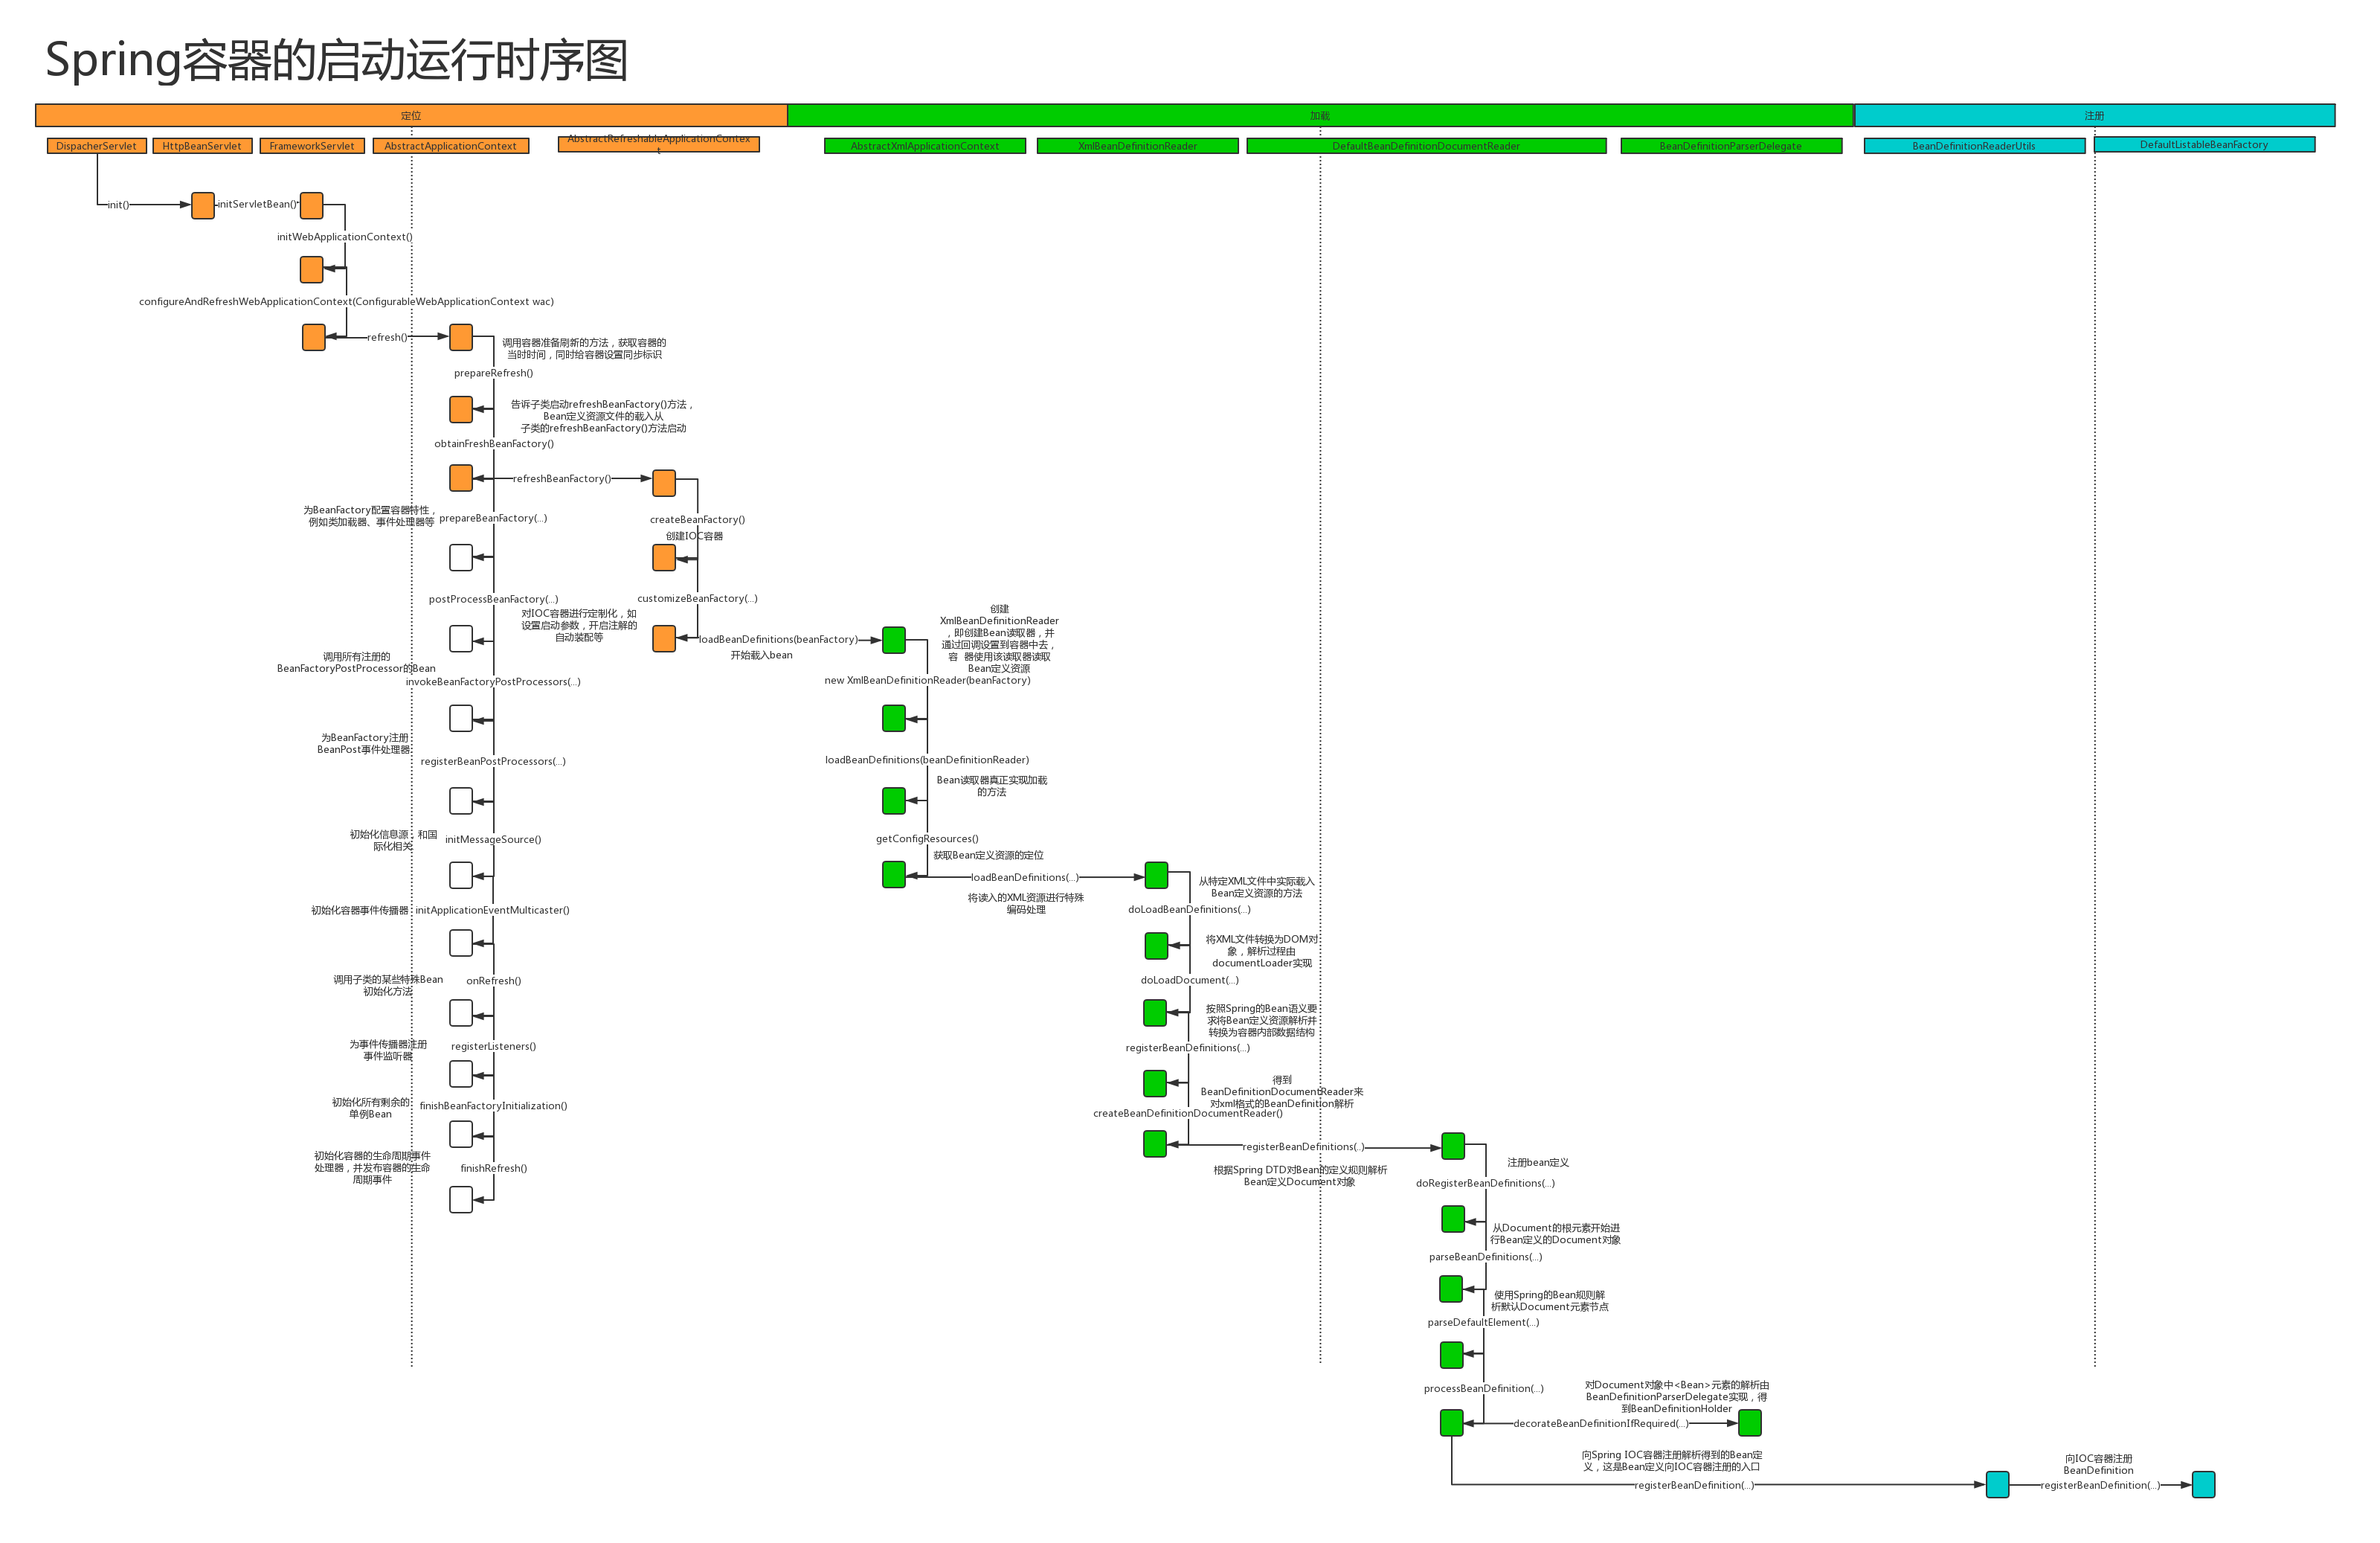 Spring容器的启动运行时序图
定位
加载
注册
DispacherServlet
HttpBeanServlet
FrameworkServlet
AbstractApplicationContext
AbstractRefreshableApplicationContex
t
AbstractXmlApplicationContext
XmlBeanDefinitionReader
DefaultBeanDefinitionDocumentReader
BeanDefinitionParserDelegate
BeanDefinitionReaderUtils
DefaultListableBeanFactory
init()
initServletBean()
initWebApplicationContext()
configureAndRefreshWebApplicationContext(ConfigurableWebApplicationContext wac)
refresh()
调用容器准备刷新的方法，获取容器的
当时时间，同时给容器设置同步标识
prepareRefresh()
告诉子类启动refreshBeanFactory()方法，
Bean定义资源文件的载入从
子类的refreshBeanFactory()方法启动
obtainFreshBeanFactory()
refreshBeanFactory()
为BeanFactory配置容器特性，
例如类加载器、事件处理器等
prepareBeanFactory(...)
createBeanFactory()
创建IOC容器
postProcessBeanFactory(...)
customizeBeanFactory(...)
对IOC容器进行定制化，如
设置启动参数，开启注解的
自动装配等
loadBeanDefinitions(beanFactory)
开始载入bean
创建
XmlBeanDefinitionReader
，即创建Bean读取器，并
通过回调设置到容器中去，
容 器使用该读取器读取
Bean定义资源
new XmlBeanDefinitionReader(beanFactory)
调用所有注册的
BeanFactoryPostProcessor的Bean
invokeBeanFactoryPostProcessors(...)
为BeanFactory注册
BeanPost事件处理器
registerBeanPostProcessors(...)
loadBeanDefinitions(beanDefinitionReader)
Bean读取器真正实现加载
的方法
初始化信息源，和国
际化相关
initMessageSource()
getConfigResources()
获取Bean定义资源的定位
loadBeanDefinitions(...)
将读入的XML资源进行特殊
编码处理
从特定XML文件中实际载入
Bean定义资源的方法
doLoadBeanDefinitions(...)
初始化容器事件传播器
initApplicationEventMulticaster()
将XML文件转换为DOM对
象，解析过程由
documentLoader实现
doLoadDocument(...)
调用子类的某些特殊Bean
初始化方法
onRefresh()
按照Spring的Bean语义要
求将Bean定义资源解析并
转换为容器内部数据结构
registerBeanDefinitions(...)
为事件传播器注册
事件监听器
registerListeners()
得到
BeanDefinitionDocumentReader来
对xml格式的BeanDefinition解析
createBeanDefinitionDocumentReader()
初始化所有剩余的
单例Bean
finishBeanFactoryInitialization()
registerBeanDefinitions(..)
根据Spring DTD对Bean的定义规则解析
Bean定义Document对象
初始化容器的生命周期事件
处理器，并发布容器的生命
周期事件
finishRefresh()
注册bean定义
doRegisterBeanDefinitions(...)
从Document的根元素开始进
行Bean定义的Document对象
parseBeanDefinitions(...)
使用Spring的Bean规则解
析默认Document元素节点
parseDefaultElement(...)
processBeanDefinition(...)
对Document对象中<Bean>元素的解析由
BeanDefinitionParserDelegate实现，得
到BeanDefinitionHolder
decorateBeanDefinitionIfRequired(...)
向Spring IOC容器注册解析得到的Bean定
义，这是Bean定义向IOC容器注册的入口
registerBeanDefinition(...)
向IOC容器注册
BeanDefinition
registerBeanDefinition(...)